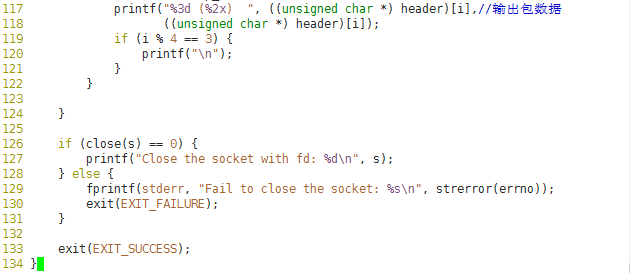 117             printf("%3d (%2x)  ", ((unsigned char *) header)[i],//输出包数据
118                    ((unsigned char *) header)[i]);
119             if (i % 4 == 3) {
120                 printf("\n");
121             }
122         }
123
124     }
125
126     if (close(s) == 0) {
127         printf("Close the socket with fd: %d\n", s);
128     } else {
129         fprintf(stderr, "Fail to close the socket: %s\n", strerror(errno));
130         exit(EXIT_FAILURE);
131     }
132
133     exit(EXIT_SUCCESS);
134 }